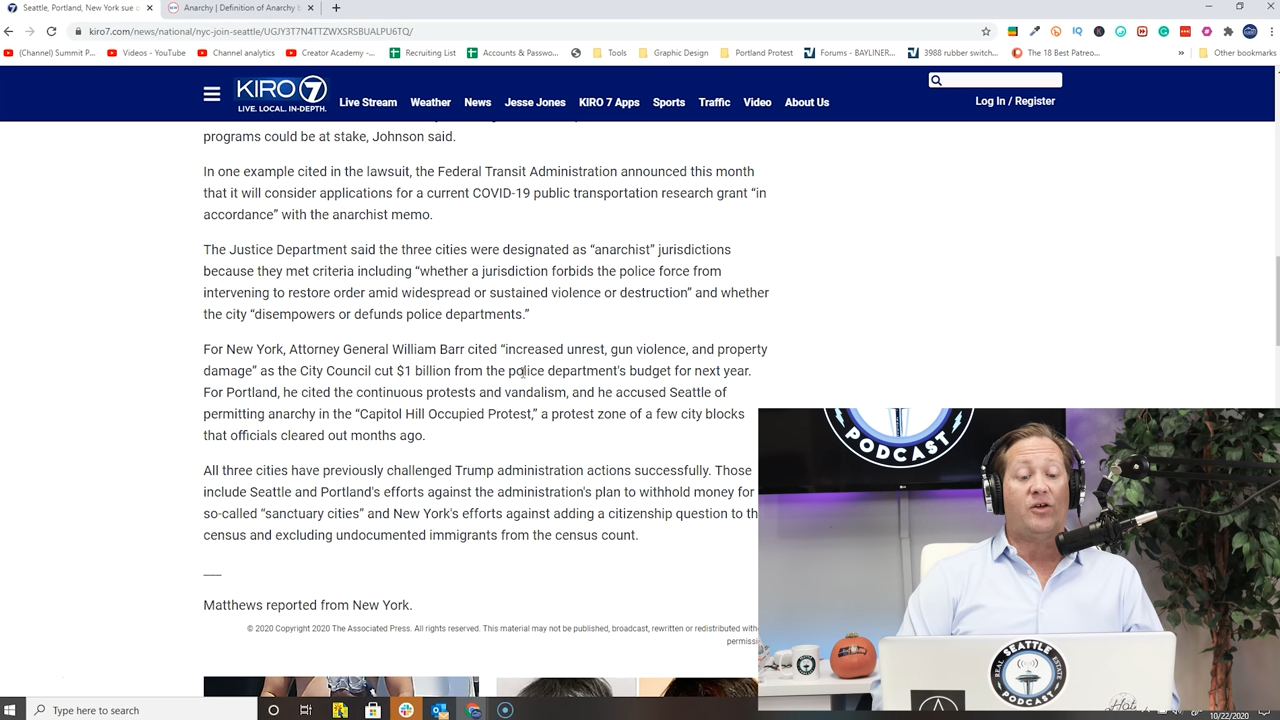 Seattle, Portland, New York sue o
Anarchy | Definition of Anarchy b
kiro7.com/news/national/nyc-join-seattle/UGJY3T7N4TTZWXSRSBUALPU6TQ/
(Channel) Summit P...
Videos - YouTube
Channel analytics
Creator Academy -...
Recruiting List
Accounts & Passwo...
Tools
Graphic Design
Portland Protest
Forums - BAYLINER...
3988 rubber switch...
The 18 Best Patreo...
Other bookmarks
KIRO 7
LIVE. LOCAL. IN-DEPTH.
Live Stream
Weather
News
Jesse Jones
KIRO 7 Apps
Sports
Traffic
Video
About Us
Log In / Register
programs could be at stake, Johnson said.
In one example cited in the lawsuit, the Federal Transit Administration announced this month
that it will consider applications for a current COVID-19 public transportation research grant “in
accordance” with the anarchist memo.
The Justice Department said the three cities were designated as “anarchist” jurisdictions
because they met criteria including “whether a jurisdiction forbids the police force from
intervening to restore order amid widespread or sustained violence or destruction” and whether
the city “disempowers or defunds police departments.”
For New York, Attorney General William Barr cited “increased unrest, gun violence, and property
damage” as the City Council cut $1 billion from the police department's budget for next year.
For Portland, he cited the continuous protests and vandalism, and he accused Seattle of
permitting anarchy in the “Capitol Hill Occupied Protest,” a protest zone of a few city blocks
that officials cleared out months ago.
All three cities have previously challenged Trump administration actions successfully. Those
include Seattle and Portland's efforts against the administration's plan to withhold money for
so-called “sanctuary cities” and New York's efforts against adding a citizenship question to th
census and excluding undocumented immigrants from the census count.
Matthews reported from New York.
© 2020 Copyright 2020 The Associated Press. All rights reserved. This material may not be published, broadcast, rewritten or redistributed with
permissi
PODCAST
LG
REAL SEATTLE ESTATE
PODCAST
Type here to search
10/22/2020